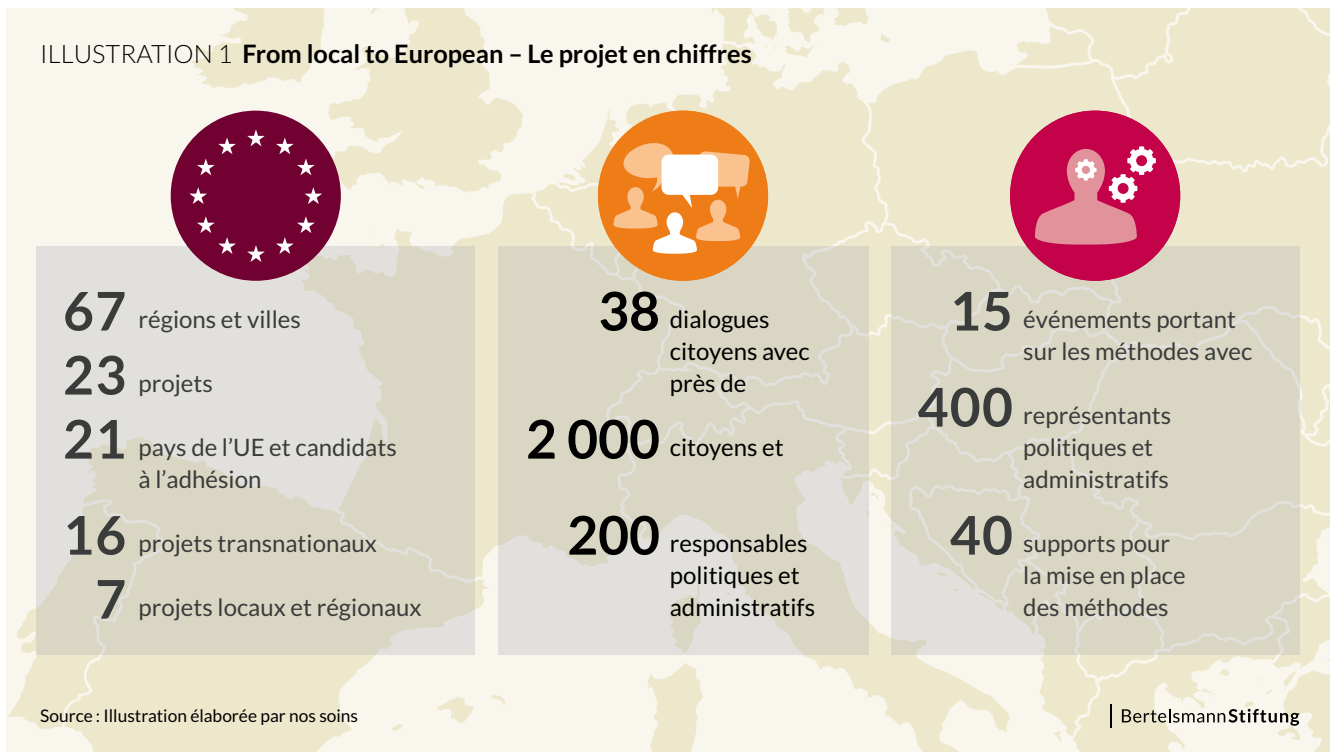 ILLUSTRATION 1 From local to European – Le projet en chiffres
67 régions et villes
23 projets
21 pays de l'UE et candidats
à l'adhésion
16 projets transnationaux
7 projets locaux et régionaux
38 dialogues
citoyens avec
près de
2 000 citoyens et
200 responsables
politiques et
administratifs
15 événements portant
sur les méthodes avec
400 représentants
politiques et
administratifs
40 supports pour
la mise en place
des méthodes
Source : Illustration élaborée par nos soins
BertelsmannStiftung